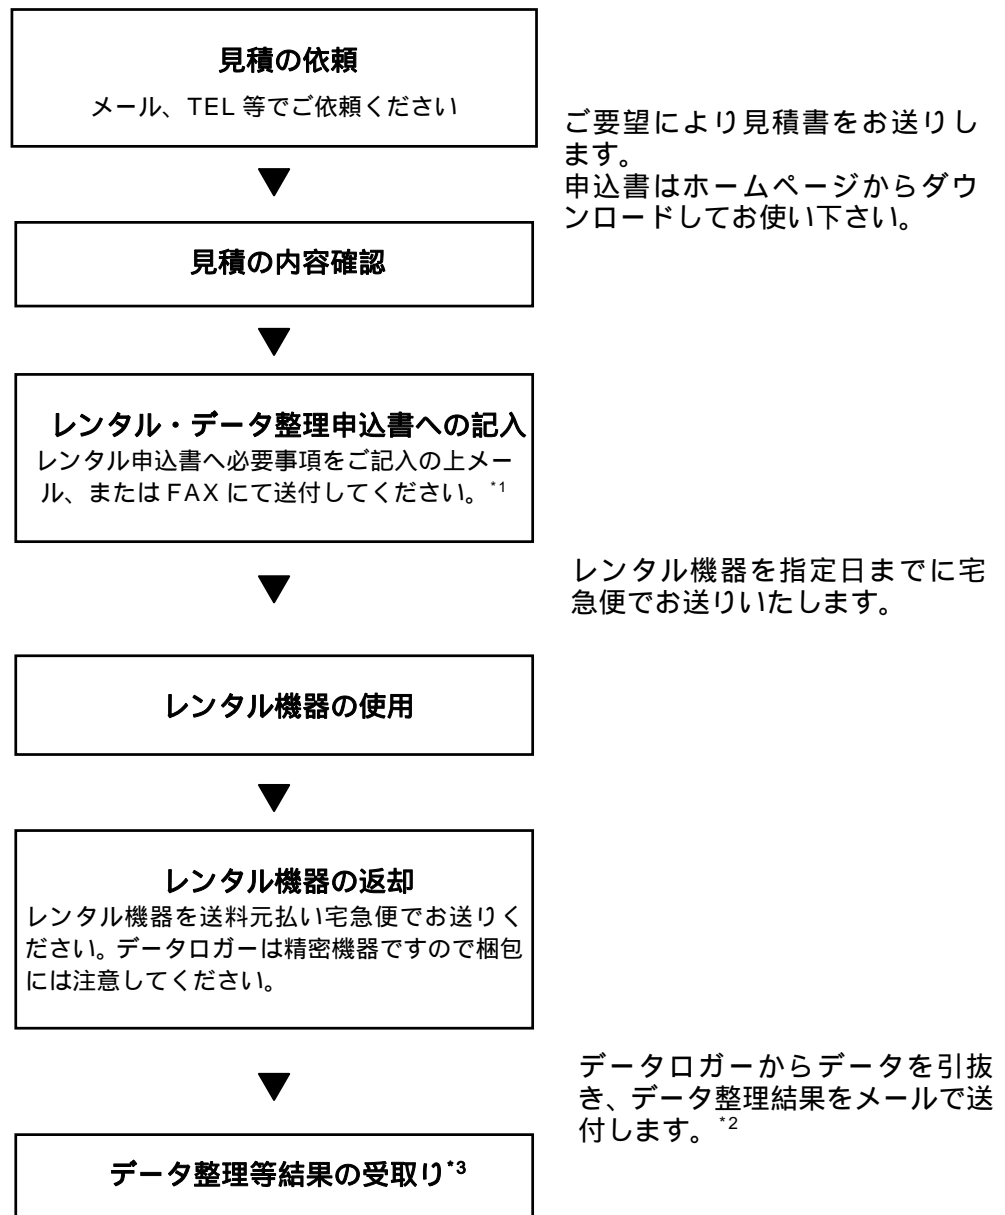 見積の依頼
メール、TEL 等でご依頼ください
ご要望により見積書をお送りし
ます。
申込書はホームページからダウ
ンロードしてお使い下さい。
▼
見積の内容確認
▼
レンタル・データ整理申込書への記入
レンタル申込書へ必要事項をご記入の上メー
ル、または FAX にて送付してください。*1
▼
レンタル機器を指定日までに宅
急便でお送りいたします。
レンタル機器の使用
▼
レンタル機器の返却
レンタル機器を送料元払い宅急便でお送りく
ださい。データロガーは精密機器ですので梱包
には注意してください。
▼
データロガーからデータを引抜
き、データ整理結果をメールで送
付します。*2
データ整理等結果の受取り*3